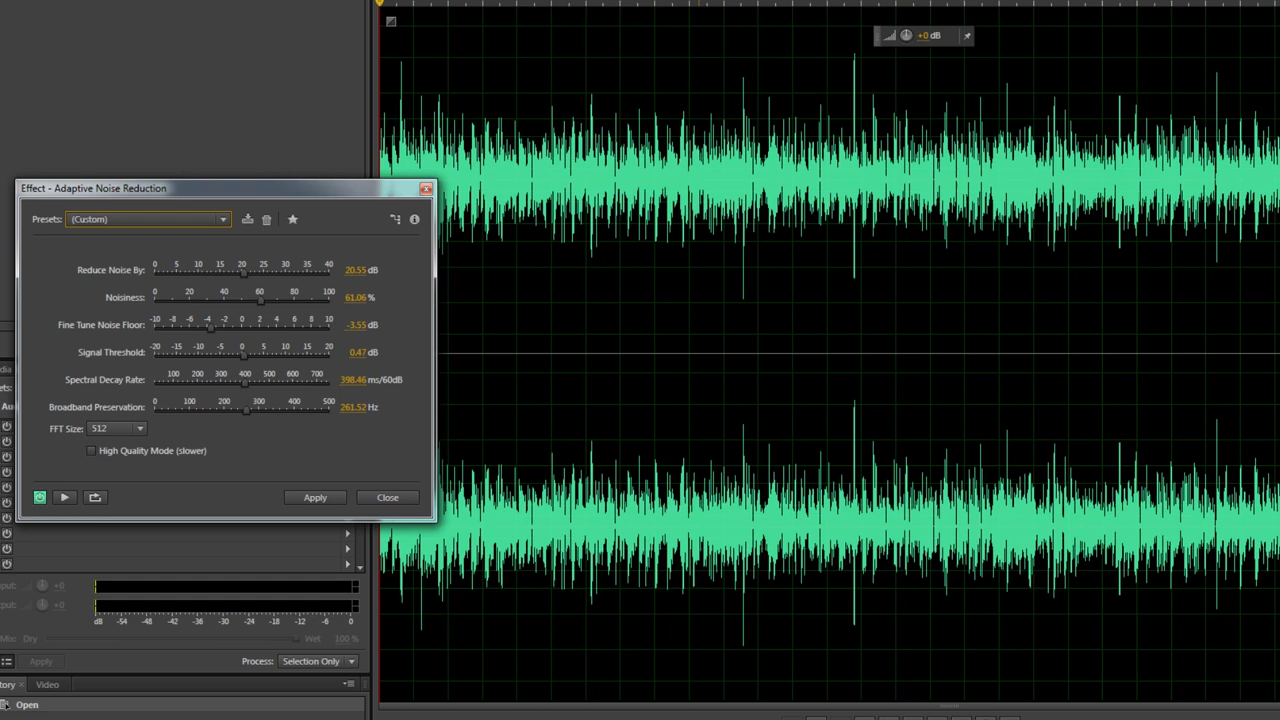 +0 dB
Effect - Adaptive Noise Reduction
Presets: (Custom)
0 5 10 15 20 25 30 35 40
Reduce Noise By: 20.55 dB
0 20 40 60 80 100
Noisiness: 61.06 %
-10 -8 -6 -4 -2 0 2 4 6 8 10
Fine Tune Noise Floor: -3.55 dB
-20 -15 -10 -5 0 5 10 15 20
Signal Threshold: 0.47 dB
100 200 300 400 500 600 700
Spectral Decay Rate: 398.46 ms/60dB
0 100 200 300 400 500
Broadband Preservation: 261.52 Hz
FFT Size: 512
High Quality Mode (slower)
Apply Close
+0
+0
dB -54 -48 -42 -36 -30 -24 -18 -12 -6 0
Mix: Dry Wet 100 %
Apply Process: Selection Only
tory × Video
Open